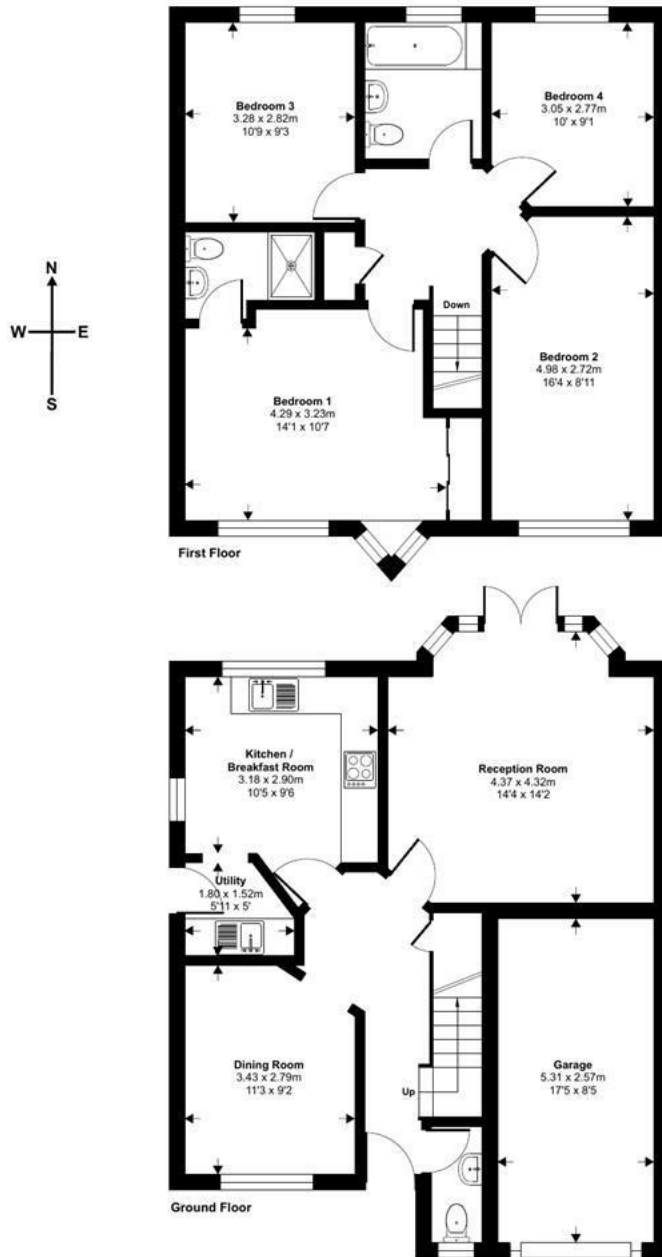 Bedroom 3
3.28 x 2.82m
10'9 x 9'3
Bedroom 4
3.05 x 2.77m
10' x 9'1
N
W E
S
Down
Bedroom 2
4.98 x 2.72m
16'4 x 8'11
Bedroom 1
4.29 x 3.23m
14'1 x 10'7
First Floor
Kitchen /
Breakfast Room
3.18 x 2.90m
10'5 x 9'6
Reception Room
4.37 x 4.32m
14'4 x 14'2
Utility
1.80 x 1.52m
5'11 x 5'
Dining Room
3.43 x 2.79m
11'3 x 9'2
Up
Garage
5.31 x 2.57m
17'5 x 8'5
Ground Floor